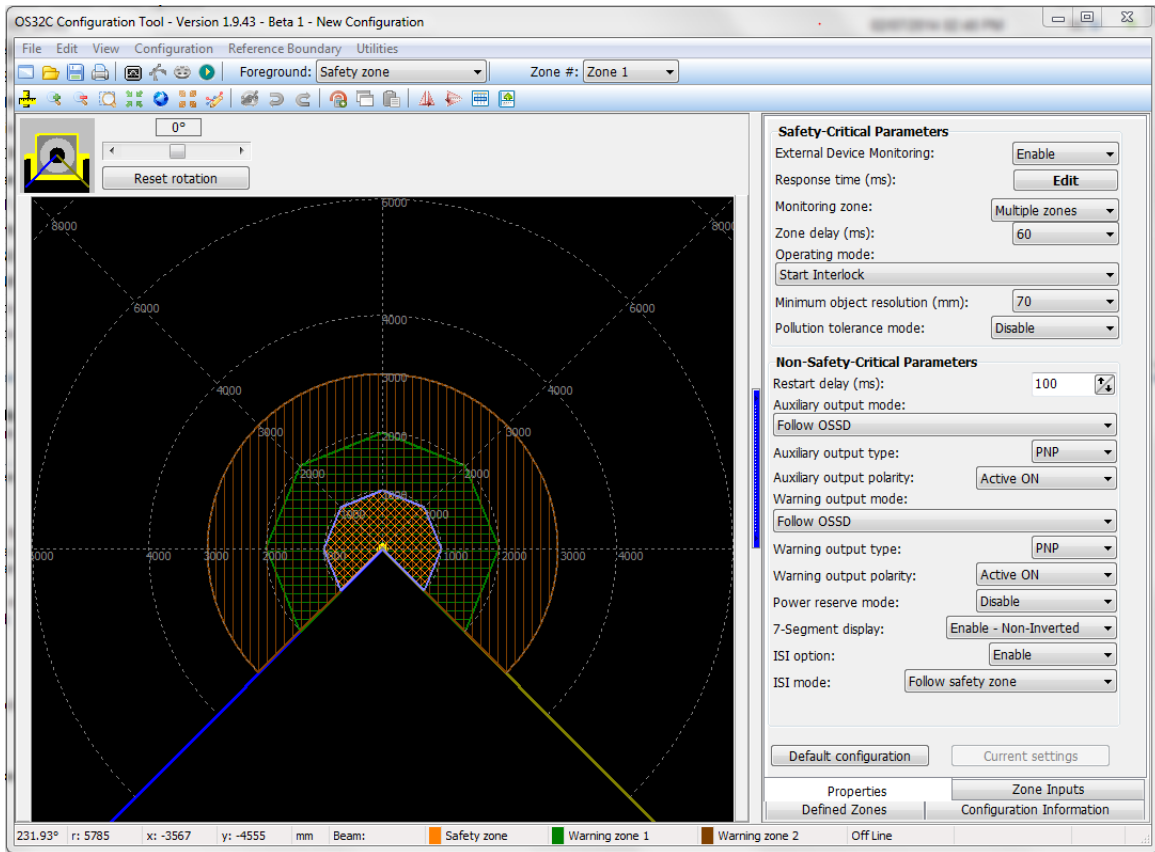 OS32C Configuration Tool - Version 1.9.43 - Beta 1 - New Configuration
File Edit View Configuration Reference Boundary Utilities
Foreground: Safety zone Zone #: Zone 1
0°
Reset rotation
6000
8000 800
6000 6000
4000
4000 3000 4000
3000 2000 3000
2000 2000
1000 1000
4000 3000 2000 1000 2000 3000 4000
Safety-Critical Parameters
External Device Monitoring: Enable
Response time (ms): Edit
Monitoring zone: Multiple zones
Zone delay (ms): 60
Operating mode:
Start Interlock
Minimum object resolution (mm): 70
Pollution tolerance mode: Disable
Non-Safety-Critical Parameters
Restart delay (ms): 100
Auxiliary output mode:
Follow OSSD
Auxiliary output type: PNP
Auxiliary output polarity: Active ON
Warning output mode:
Follow OSSD
Warning output type: PNP
Warning output polarity: Active ON
Power reserve mode: Disable
7-Segment display: Enable - Non-Inverted
ISI option: Enable
ISI mode: Follow safety zone
Default configuration Current settings
Properties Zone Inputs
Defined Zones Configuration Information
231.93° r: 5785 x: -3567 y: -4555 mm Beam: Safety zone Warning zone 1 Warning zone 2 Off Line